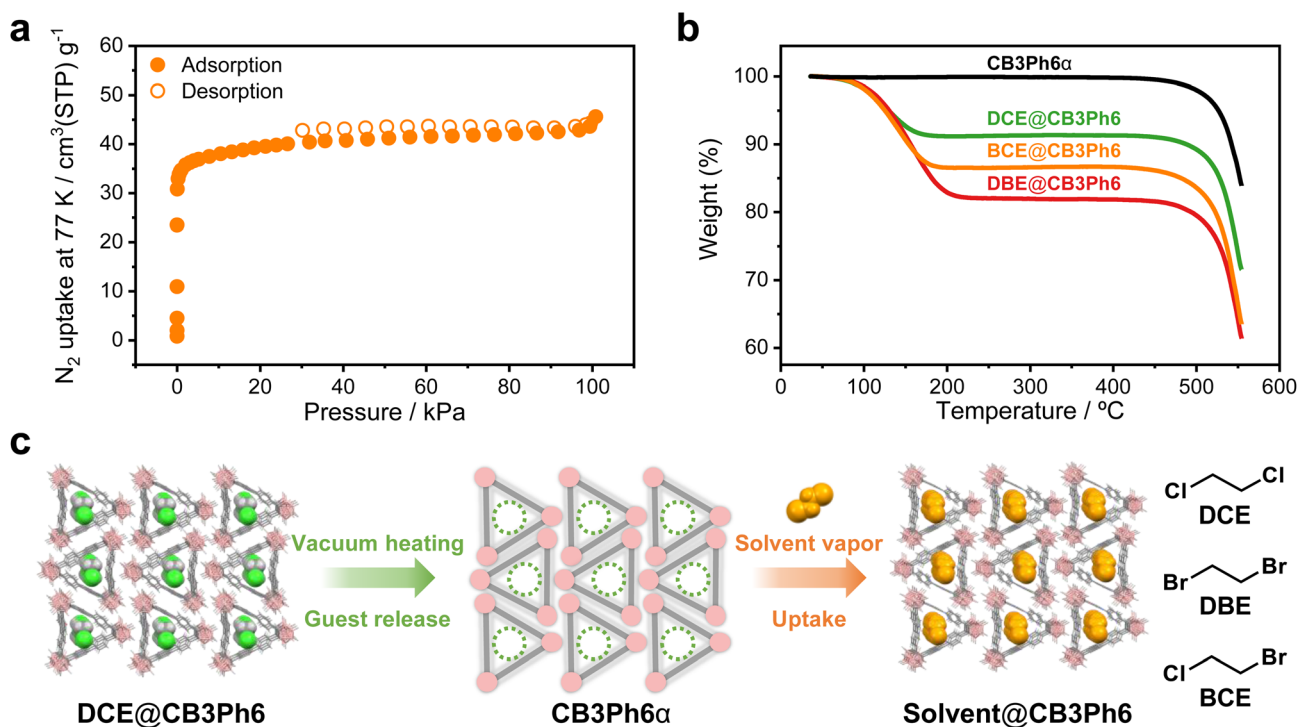 a
N₂ uptake at 77 K / cm³(STP) g⁻¹
60
50
40
30
20
10
0
Adsorption
Desorption
0 20 40 60 80 100
Pressure / kPa
b
Weight (%)
100
90
80
70
60
CB3Ph6α
DCE@CB3Ph6
BCE@CB3Ph6
DBE@CB3Ph6
0 100 200 300 400 500 600
Temperature / ºC
c
Vacuum heating
Guest release
Solvent vapor
Uptake
DCE@CB3Ph6
CB3Ph6α
Solvent@CB3Ph6
Cl Cl
DCE
Br Br
DBE
Cl Br
BCE